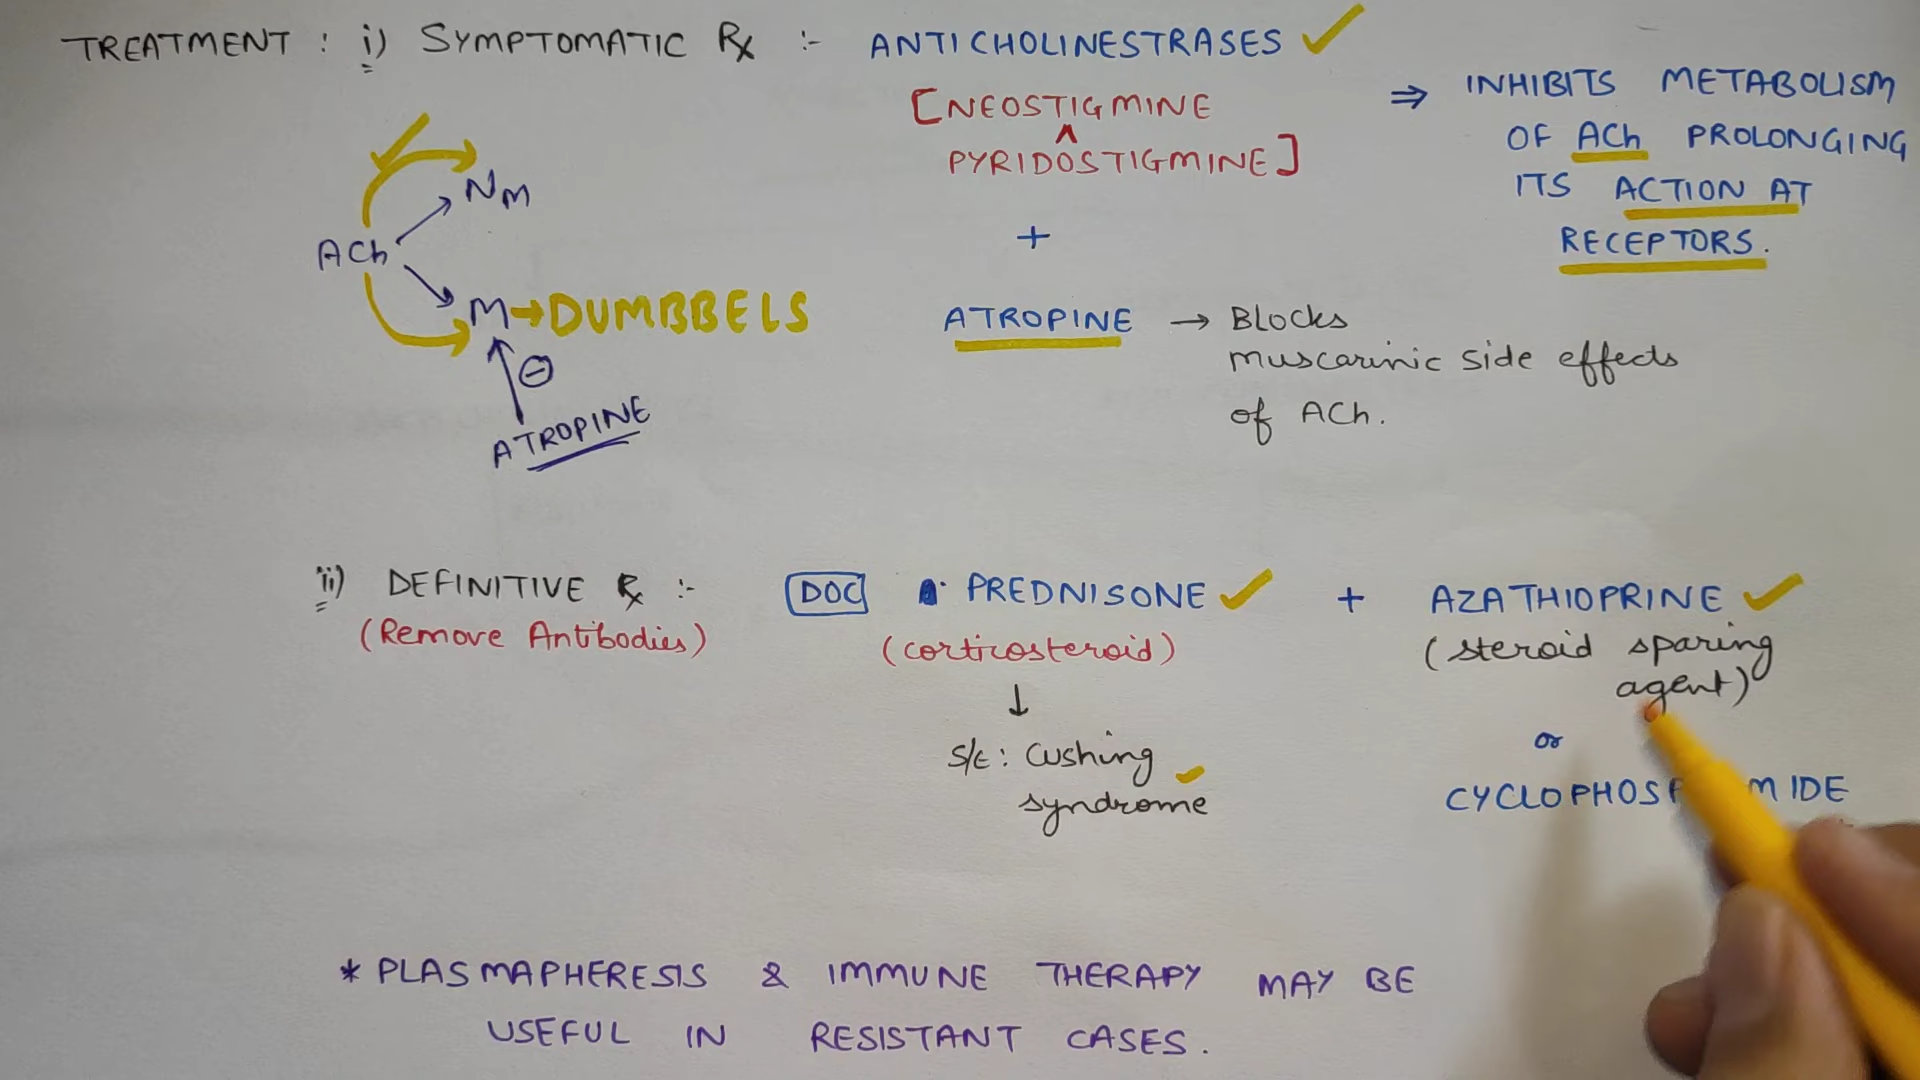 TREATMENT : i) SYMPTOMATIC Rx :- ANTICHOLINESTRASES ✓
[NEOSTIGMINE
^
PYRIDOSTIGMINE]
⇒ INHIBITS METABOLISM
OF ACh PROLONGING
ITS ACTION AT
RECEPTORS.
NM
ACh
M → DUMBBELS
⊖
ATROPINE
+
ATROPINE → BLOCKS
muscarinic side effects
of ACh.
ii) DEFINITIVE Rx :- DOC PREDNISONE ✓ + AZATHIOPRINE ✓
(Remove Antibodies) (corticosteroid) (steroid sparing
agent)
↓
S/E : Cushing
syndrome
or
* PLASMAPHERESIS & IMMUNE THERAPY MAY BE
USEFUL IN RESISTANT CASES.